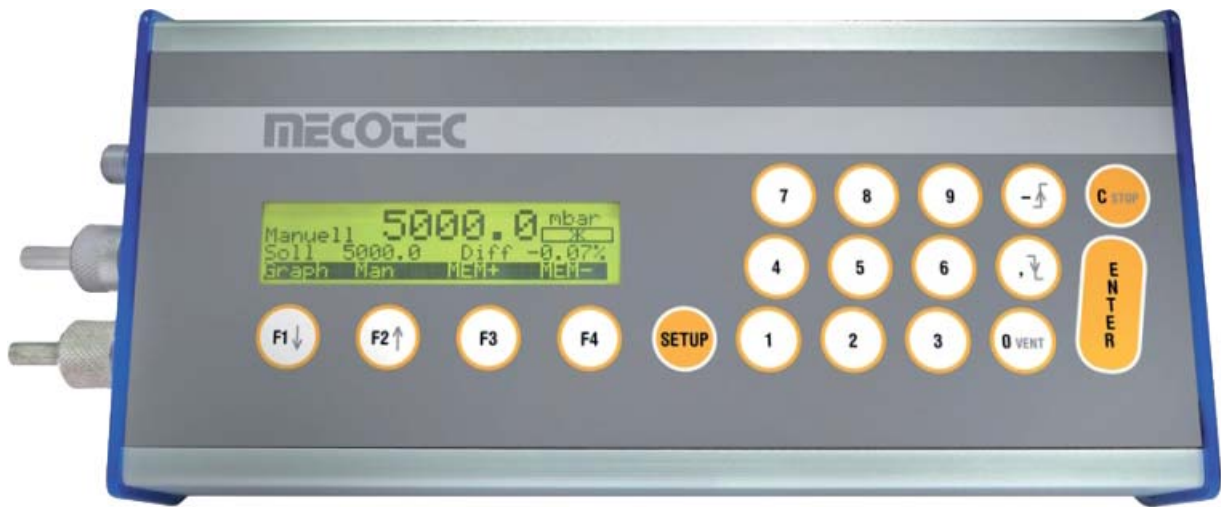 MECOTEC
5000.0 mbar
Manuell
Soll 5000.0 Diff -0.07%
Graph Man MEM+ MEM-
F1 F2 F3 F4 SETUP
7 8 9 - C STOP
4 5 6 ,
1 2 3 0 VENT
ENTER